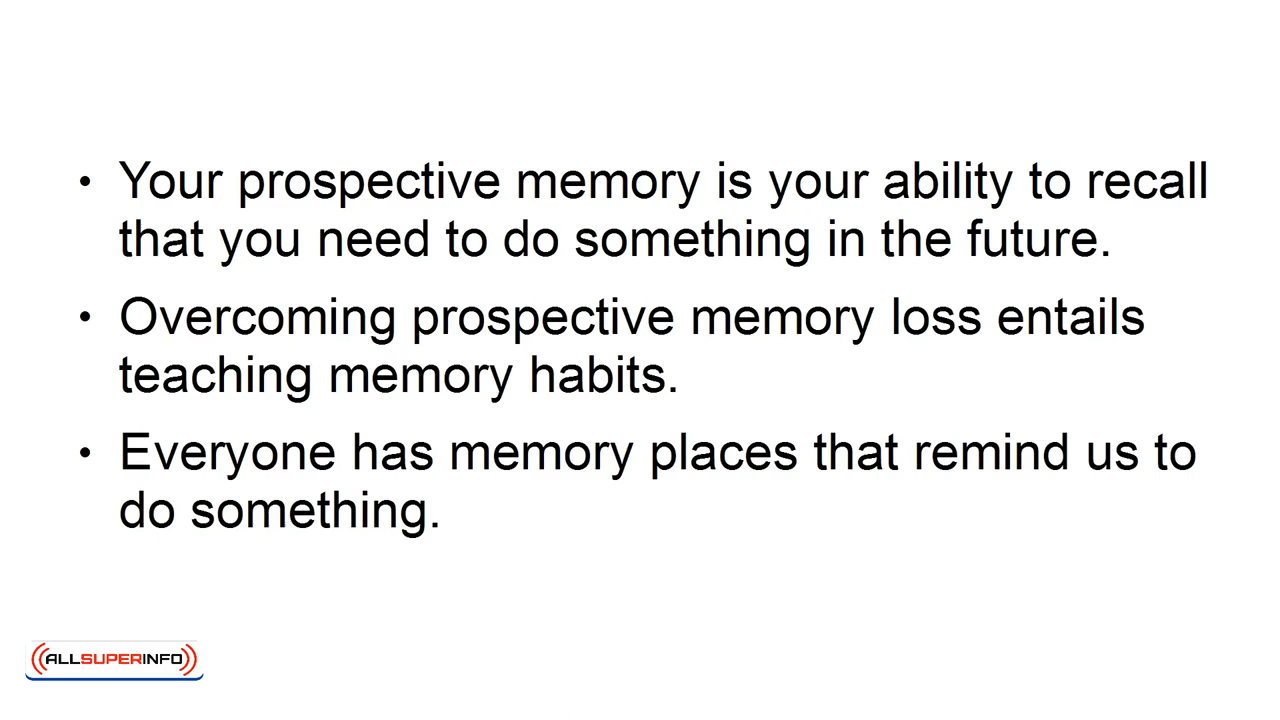 • Your prospective memory is your ability to recall
that you need to do something in the future.
• Overcoming prospective memory loss entails
teaching memory habits.
• Everyone has memory places that remind us to
do something.
ALLSUPERINFO